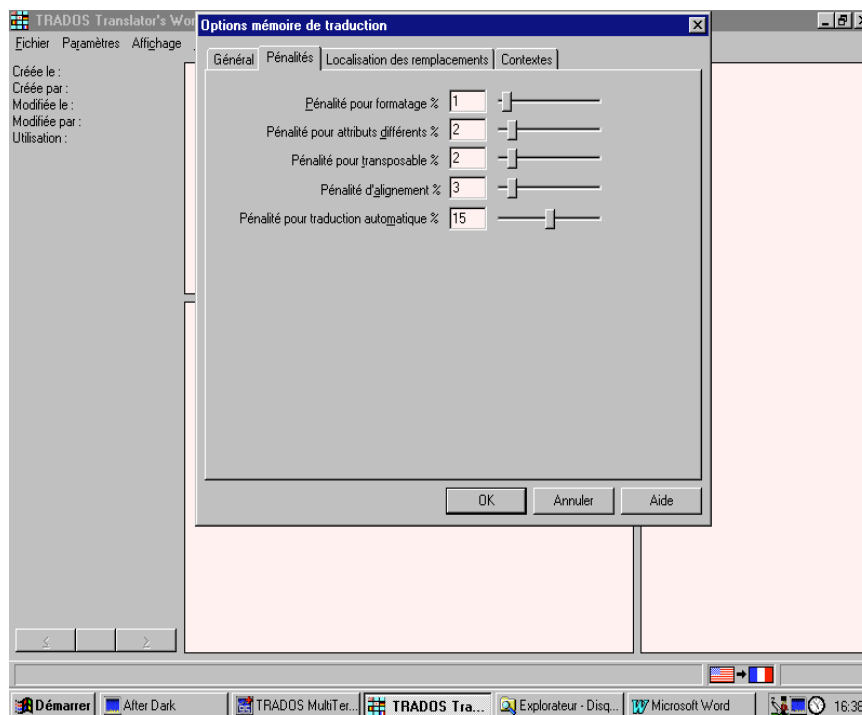 TRADOS Translator's Wor
Options mémoire de traduction
Fichier Paramètres Affichage
Général Pénalités Localisation des remplacements Contextes
Créée le :
Créée par :
Modifiée le :
Modifiée par :
Utilisation :
Pénalité pour formatage % 1
Pénalité pour attributs différents % 2
Pénalité pour transposable % 2
Pénalité d'alignement % 3
Pénalité pour traduction automatique % 15
OK Annuler Aide
< >
Démarrer After Dark TRADOS MultiTer... TRADOS Tra... Explorateur - Disq... Microsoft Word